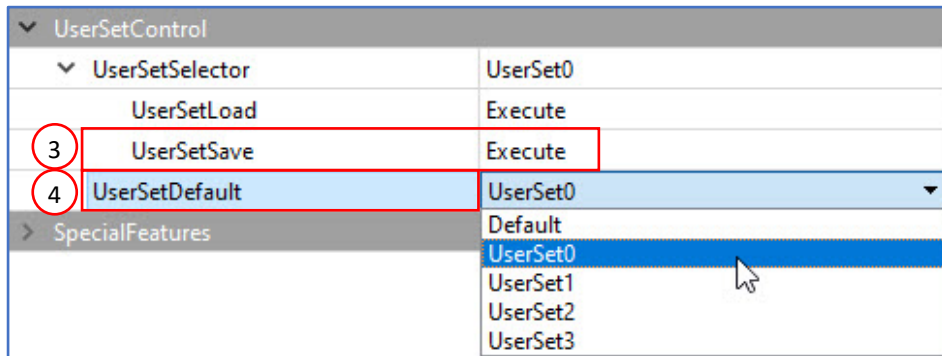 UserSetControl
UserSetSelector UserSet0
UserSetLoad Execute
3 UserSetSave Execute
4 UserSetDefault UserSet0
Default
SpecialFeatures
UserSet0
UserSet1
UserSet2
UserSet3